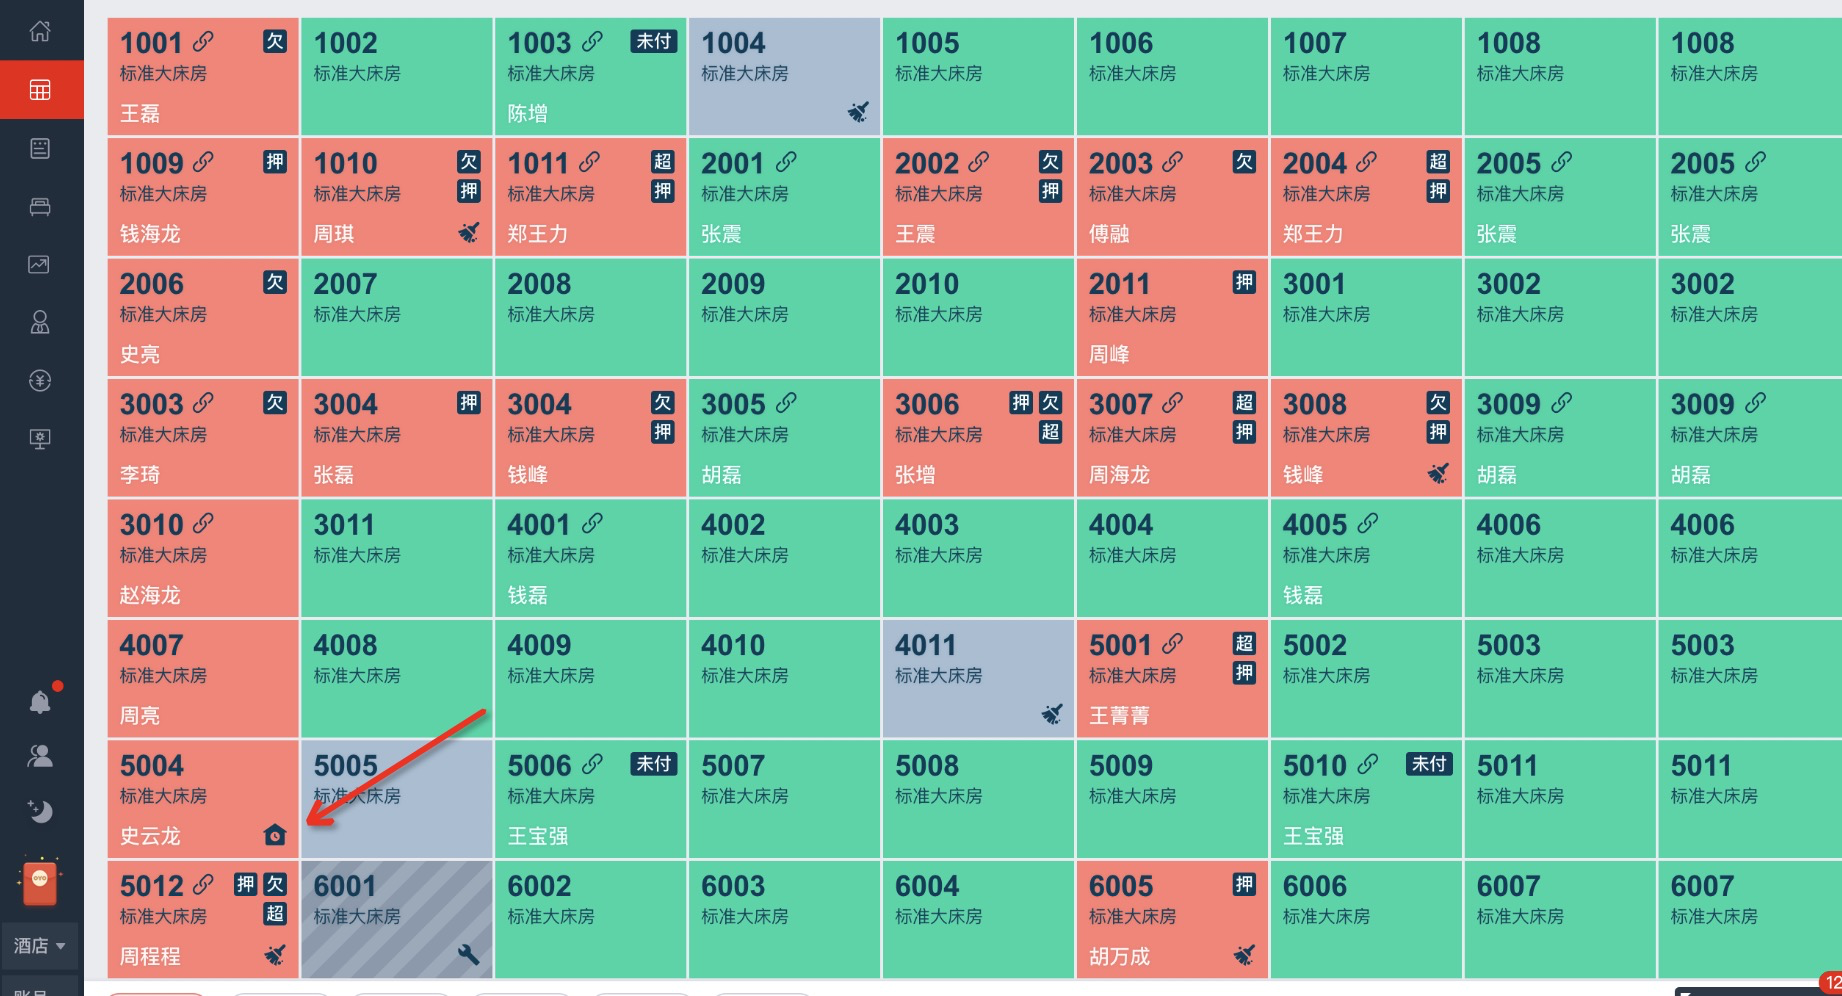 1001 欠
标准大床房
王磊
1002
标准大床房
1003 未付
标准大床房
陈增
1004
标准大床房
1005
标准大床房
1006
标准大床房
1007
标准大床房
1008
标准大床房
1008
标准大床房
1009 押
标准大床房
钱海龙
1010 欠
标准大床房 押
周琪
1011 超
标准大床房 押
郑王力
2001
标准大床房
张震
2002 欠
标准大床房 押
王震
2003 欠
标准大床房
傅融
2004 超
标准大床房 押
郑王力
2005
标准大床房
张震
2005
标准大床房
张震
2006 欠
标准大床房
史亮
2007
标准大床房
2008
标准大床房
2009
标准大床房
2010
标准大床房
2011 押
标准大床房
周峰
3001
标准大床房
3002
标准大床房
3002
标准大床房
3003 欠
标准大床房
李琦
3004 押
标准大床房
张磊
3004 欠
标准大床房 押
钱峰
3005
标准大床房
胡磊
3006 押 欠
标准大床房 超
张增
3007 超
标准大床房 押
周海龙
3008 欠
标准大床房 押
钱峰
3009
标准大床房
胡磊
3009
标准大床房
胡磊
3010
标准大床房
赵海龙
3011
标准大床房
4001
标准大床房
钱磊
4002
标准大床房
4003
标准大床房
4004
标准大床房
4005
标准大床房
钱磊
4006
标准大床房
4006
标准大床房
4007
标准大床房
周亮
4008
标准大床房
4009
标准大床房
4010
标准大床房
4011
标准大床房
5001 超
标准大床房 押
王菁菁
5002
标准大床房
5003
标准大床房
5003
标准大床房
5004
标准大床房
史云龙
5005
标准大床房
5006 未付
标准大床房
王宝强
5007
标准大床房
5008
标准大床房
5009
标准大床房
5010 未付
标准大床房
王宝强
5011
标准大床房
5011
标准大床房
5012 押 欠
标准大床房 超
周程程
6001
标准大床房
6002
标准大床房
6003
标准大床房
6004
标准大床房
6005 押
标准大床房
胡万成
6006
标准大床房
6007
标准大床房
6007
标准大床房
OYO
酒店
12